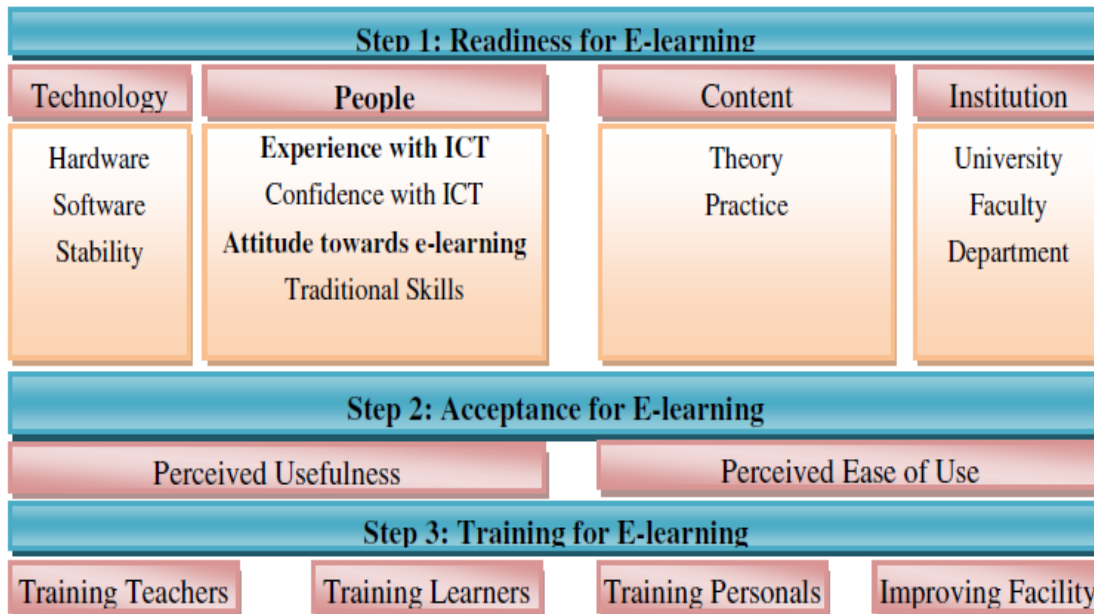 Step 1: Readiness for E-learning
Technology
People
Content
Institution
Hardware
Software
Stability
Experience with ICT
Confidence with ICT
Attitude towards e-learning
Traditional Skills
Theory
Practice
University
Faculty
Department
Step 2: Acceptance for E-learning
Perceived Usefulness
Perceived Ease of Use
Step 3: Training for E-learning
Training Teachers
Training Learners
Training Personals
Improving Facility